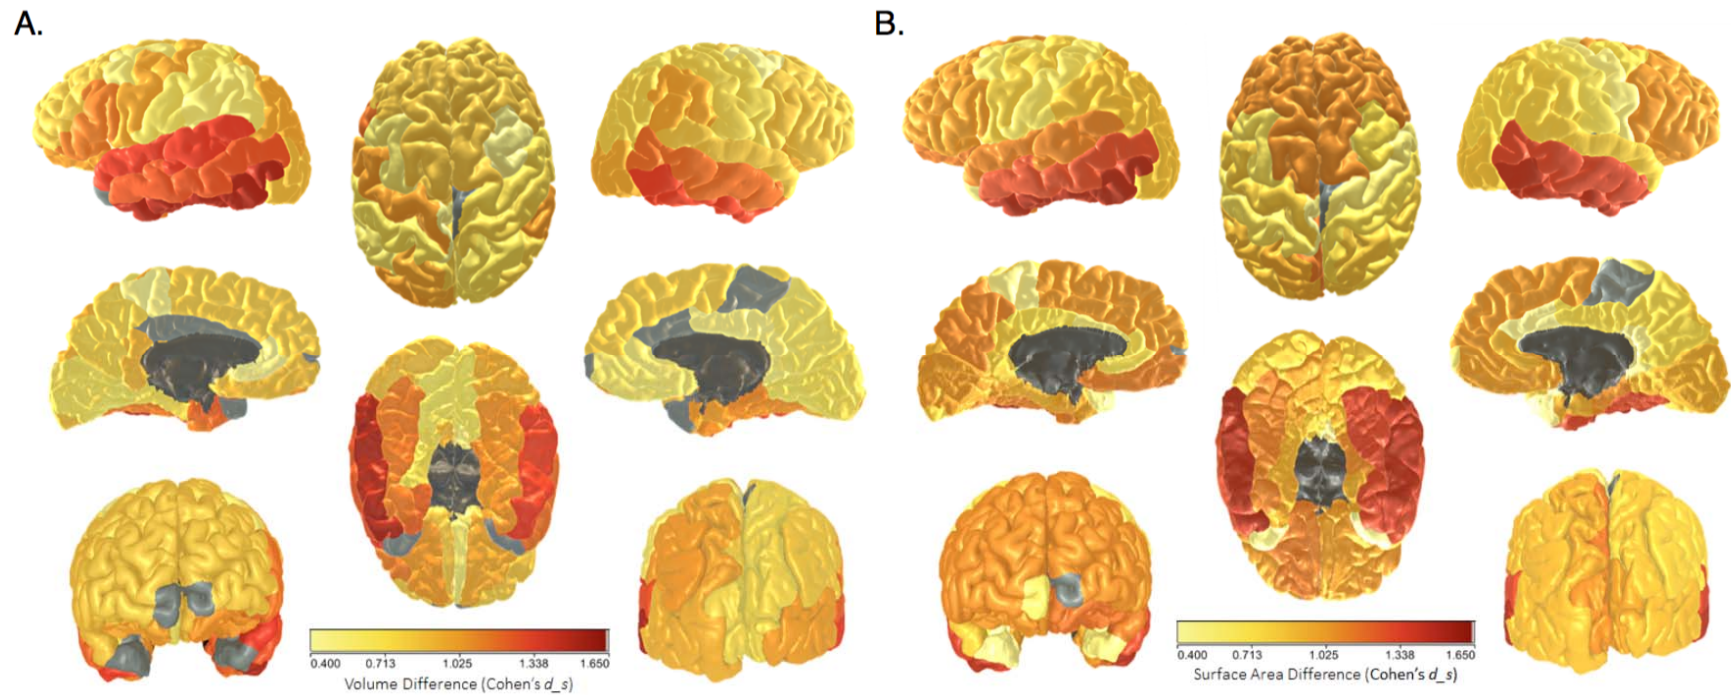 A.
B.
0.400 0.713 1.025 1.338 1.650
Volume Difference (Cohen's d_s)
0.400 0.713 1.025 1.338 1.650
Surface Area Difference (Cohen's d_s)